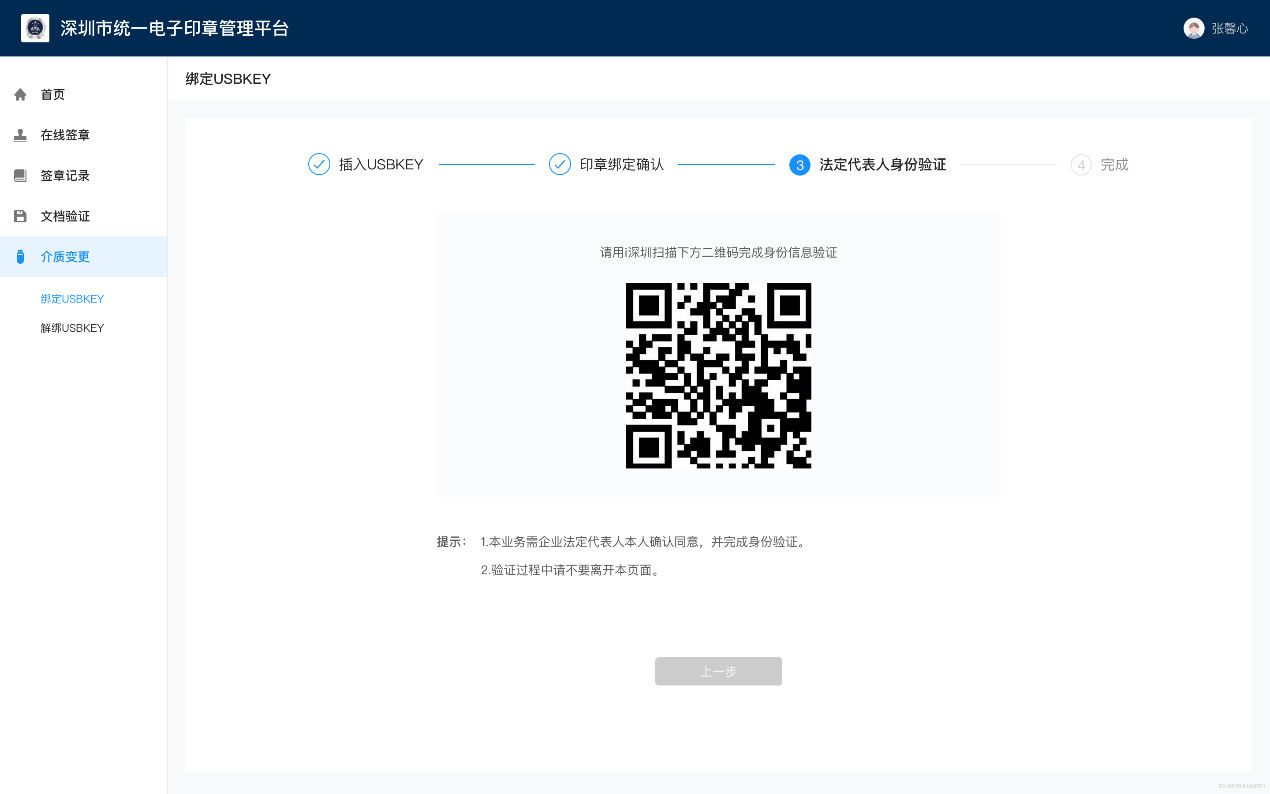 深圳市统一电子印章管理平台
张馨心
首页
在线签章
签章记录
文档验证
介质变更
绑定USBKEY
解绑USBKEY
绑定USBKEY
插入USBKEY
印章绑定确认
3 法定代表人身份验证
4 完成
请用i深圳扫描下方二维码完成身份信息验证
提示： 1.本业务需企业法定代表人本人确认同意，并完成身份验证。
2.验证过程中请不要离开本页面。
上一步